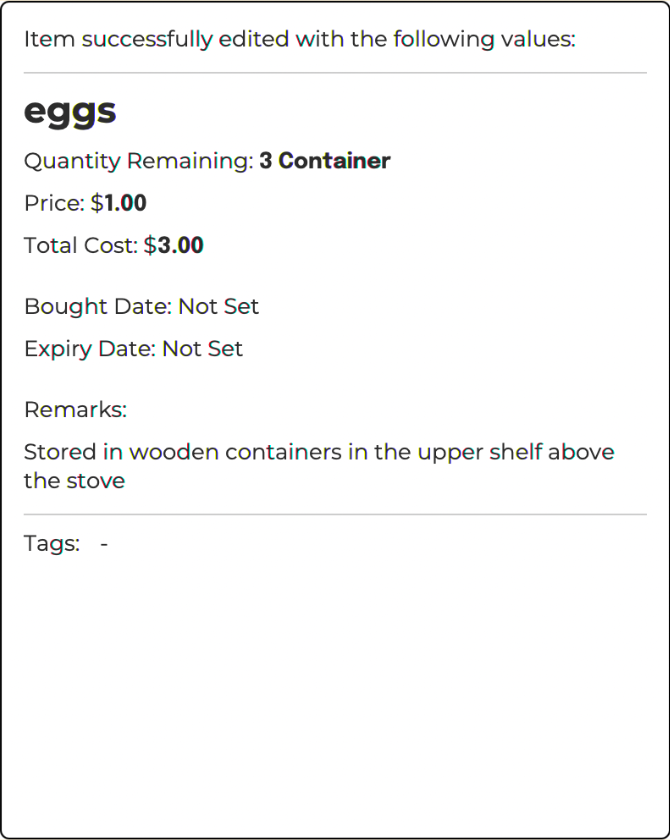 Item successfully edited with the following values:
eggs
Quantity Remaining: 3 Container
Price: $1.00
Total Cost: $3.00
Bought Date: Not Set
Expiry Date: Not Set
Remarks:
Stored in wooden containers in the upper shelf above
the stove
Tags: -